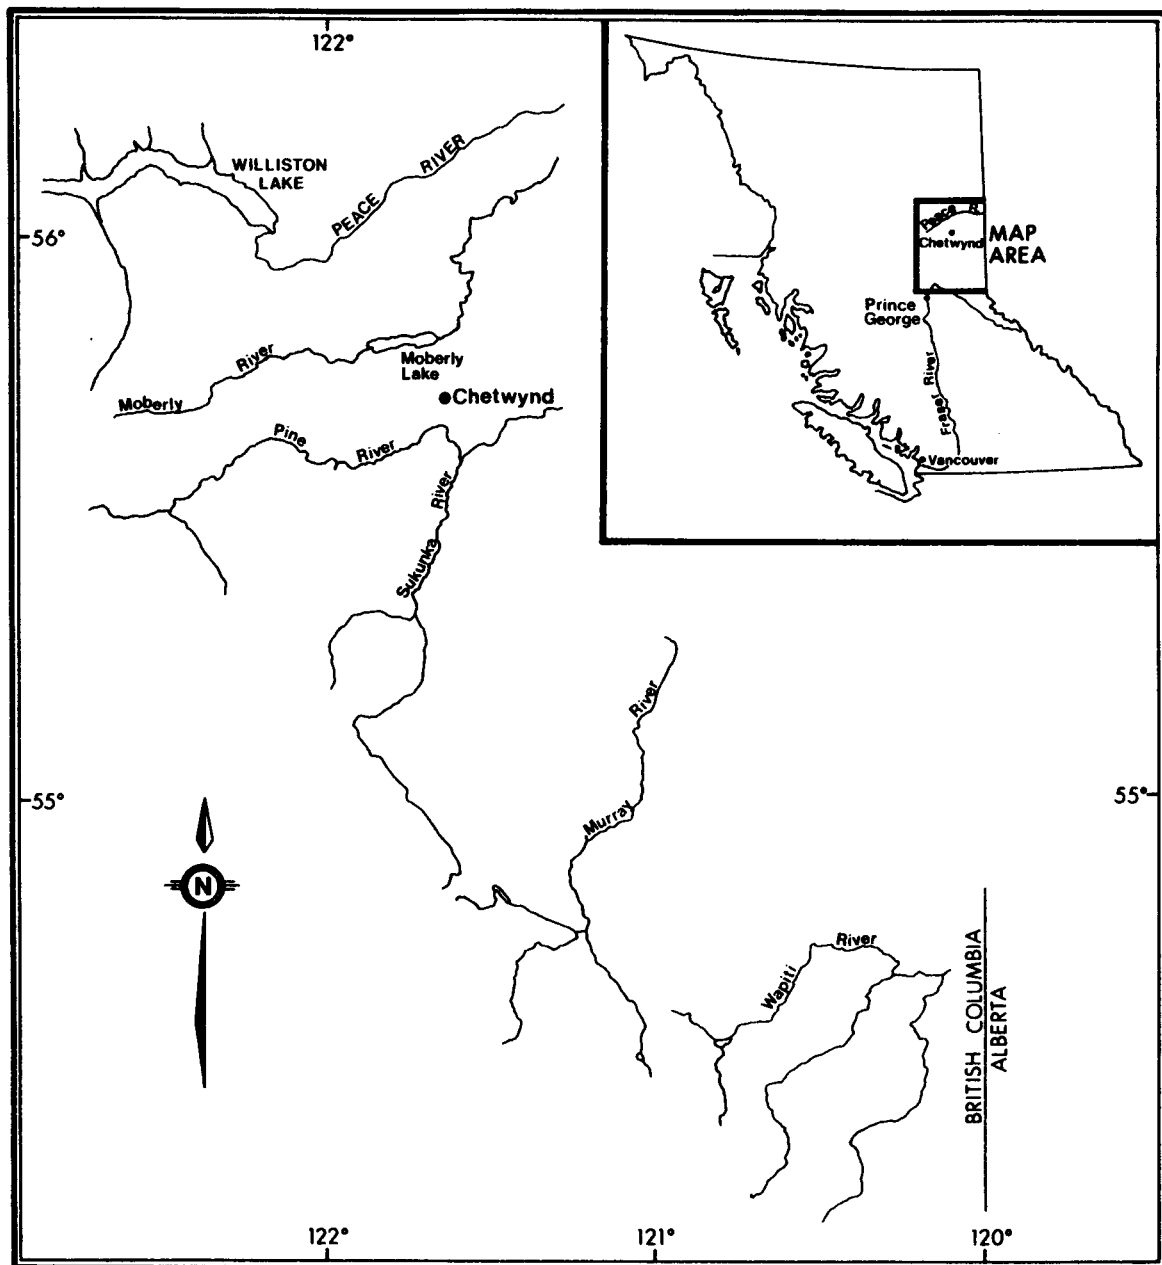 122°
WILLISTON
LAKE
PEACE RIVER
56°
Moberly River
Moberly
Lake
Chetwynd
Pine River
Sukunka River
Peace R.
Chetwynd
MAP
AREA
Prince
George
Fraser River
Vancouver
Murray River
55°
55°
N
Wapiti River
BRITISH COLUMBIA
ALBERTA
122°
121°
120°